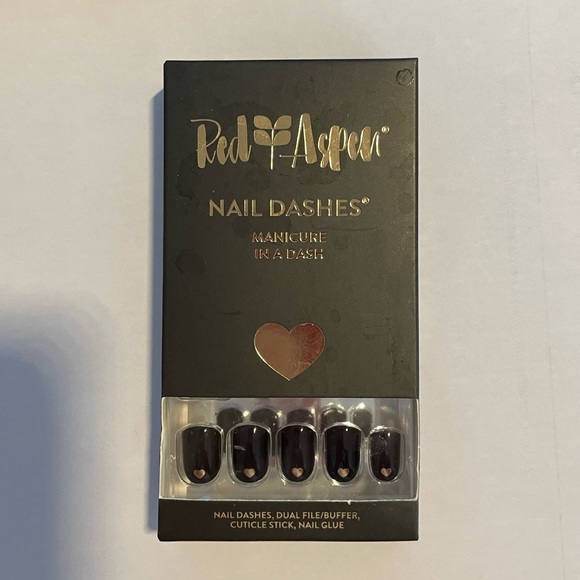 Red Aspen®
NAIL DASHES®
MANICURE
IN A DASH
NAIL DASHES, DUAL FILE/BUFFER,
CUTICLE STICK, NAIL GLUE